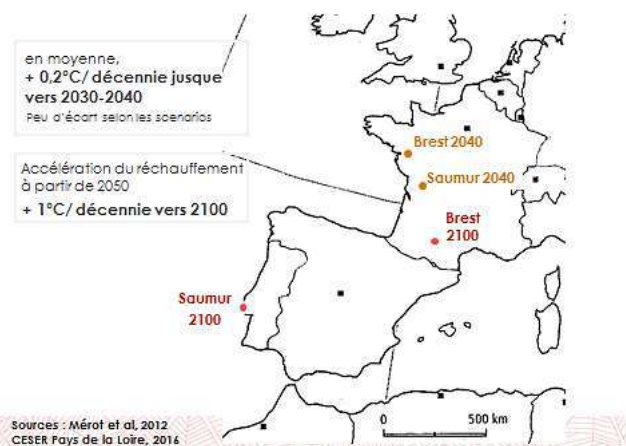 en moyenne,
+ 0,2°C/ décennie jusque
vers 2030-2040
Peu d'écart selon les scenarios
Accélération du réchauffement
à partir de 2050
+ 1°C/ décennie vers 2100
Brest 2040
Saumur 2040
Brest
2100
Saumur
2100
0
500 km
Sources : Mérot et al, 2012
CESER Pays de la Loire, 2016